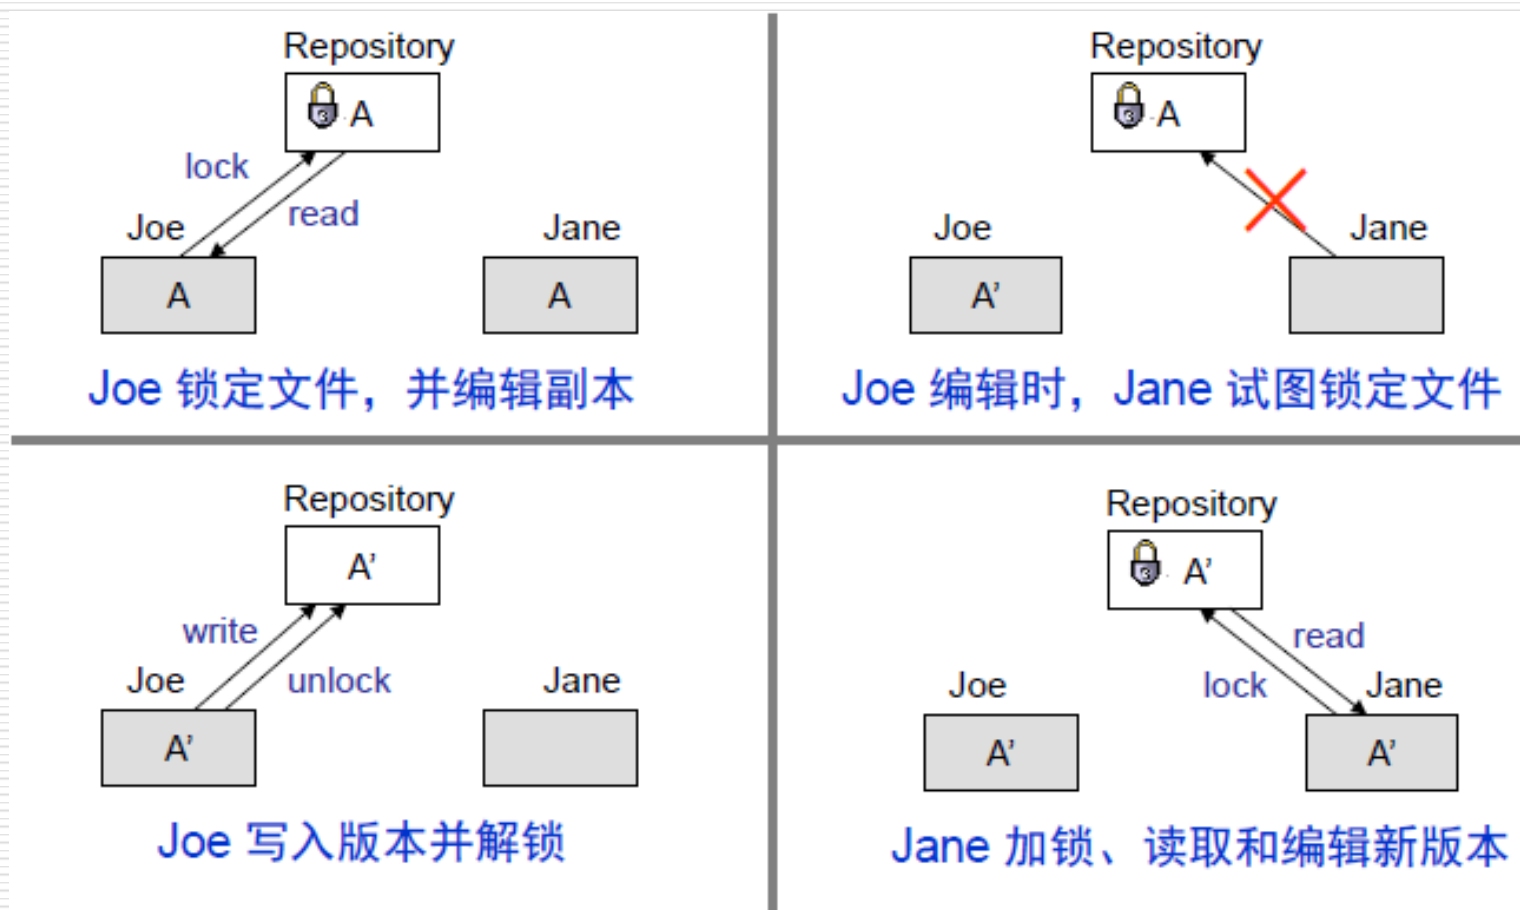 Repository
A
lock
read
Joe
Jane
A
A
Joe 锁定文件，并编辑副本
Repository
A
Joe
Jane
A’
Joe 编辑时，Jane 试图锁定文件
Repository
A’
write
unlock
Joe
Jane
A’
Joe 写入版本并解锁
Repository
A’
read
lock
Joe
Jane
A’
A’
Jane 加锁、读取和编辑新版本